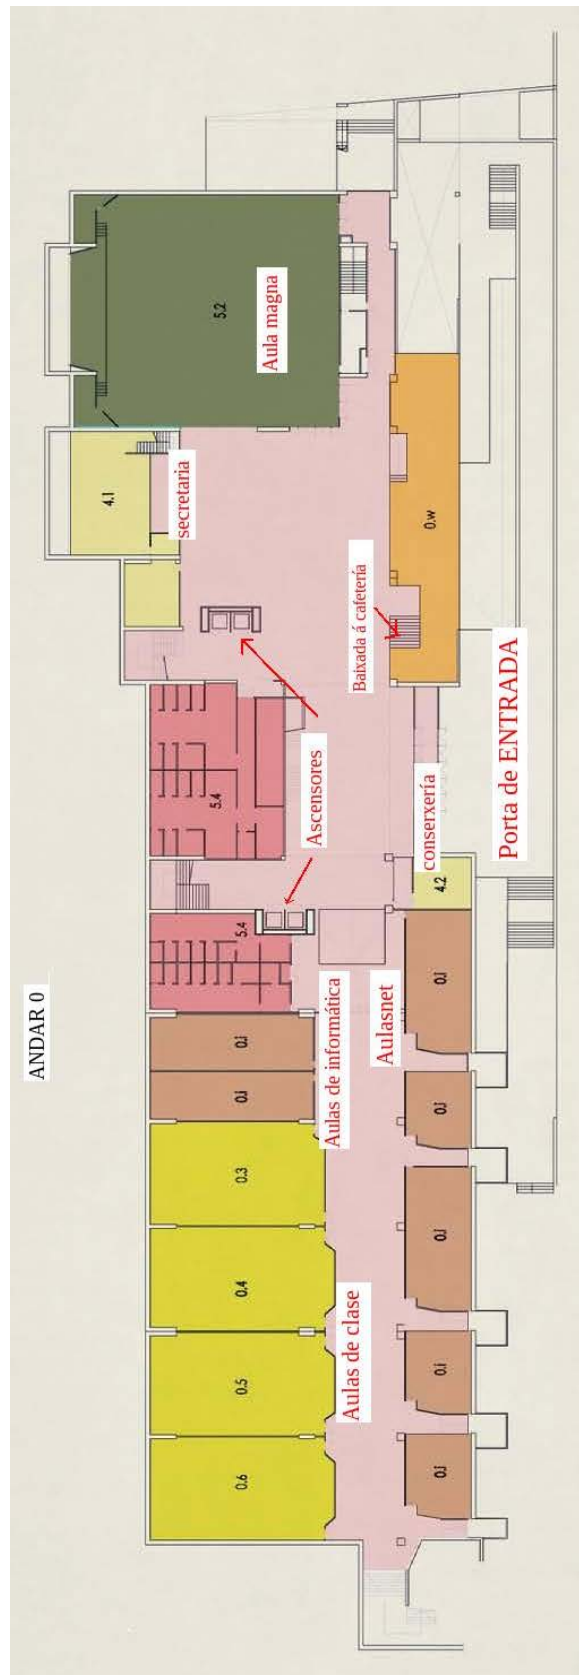 ANDAR 0
4.1
secretaria
5.4
5.2
0.6
0.5
0.4
0.3
0.i
0.i
5.4
Aula magna
Ascensores
Aulas de informática
Aulas de clase
Baixada á cafetería
Aulasnet
conserxería
0.i
0.i
0.i
0.i
0.i
4.2
0.w
Porta de ENTRADA